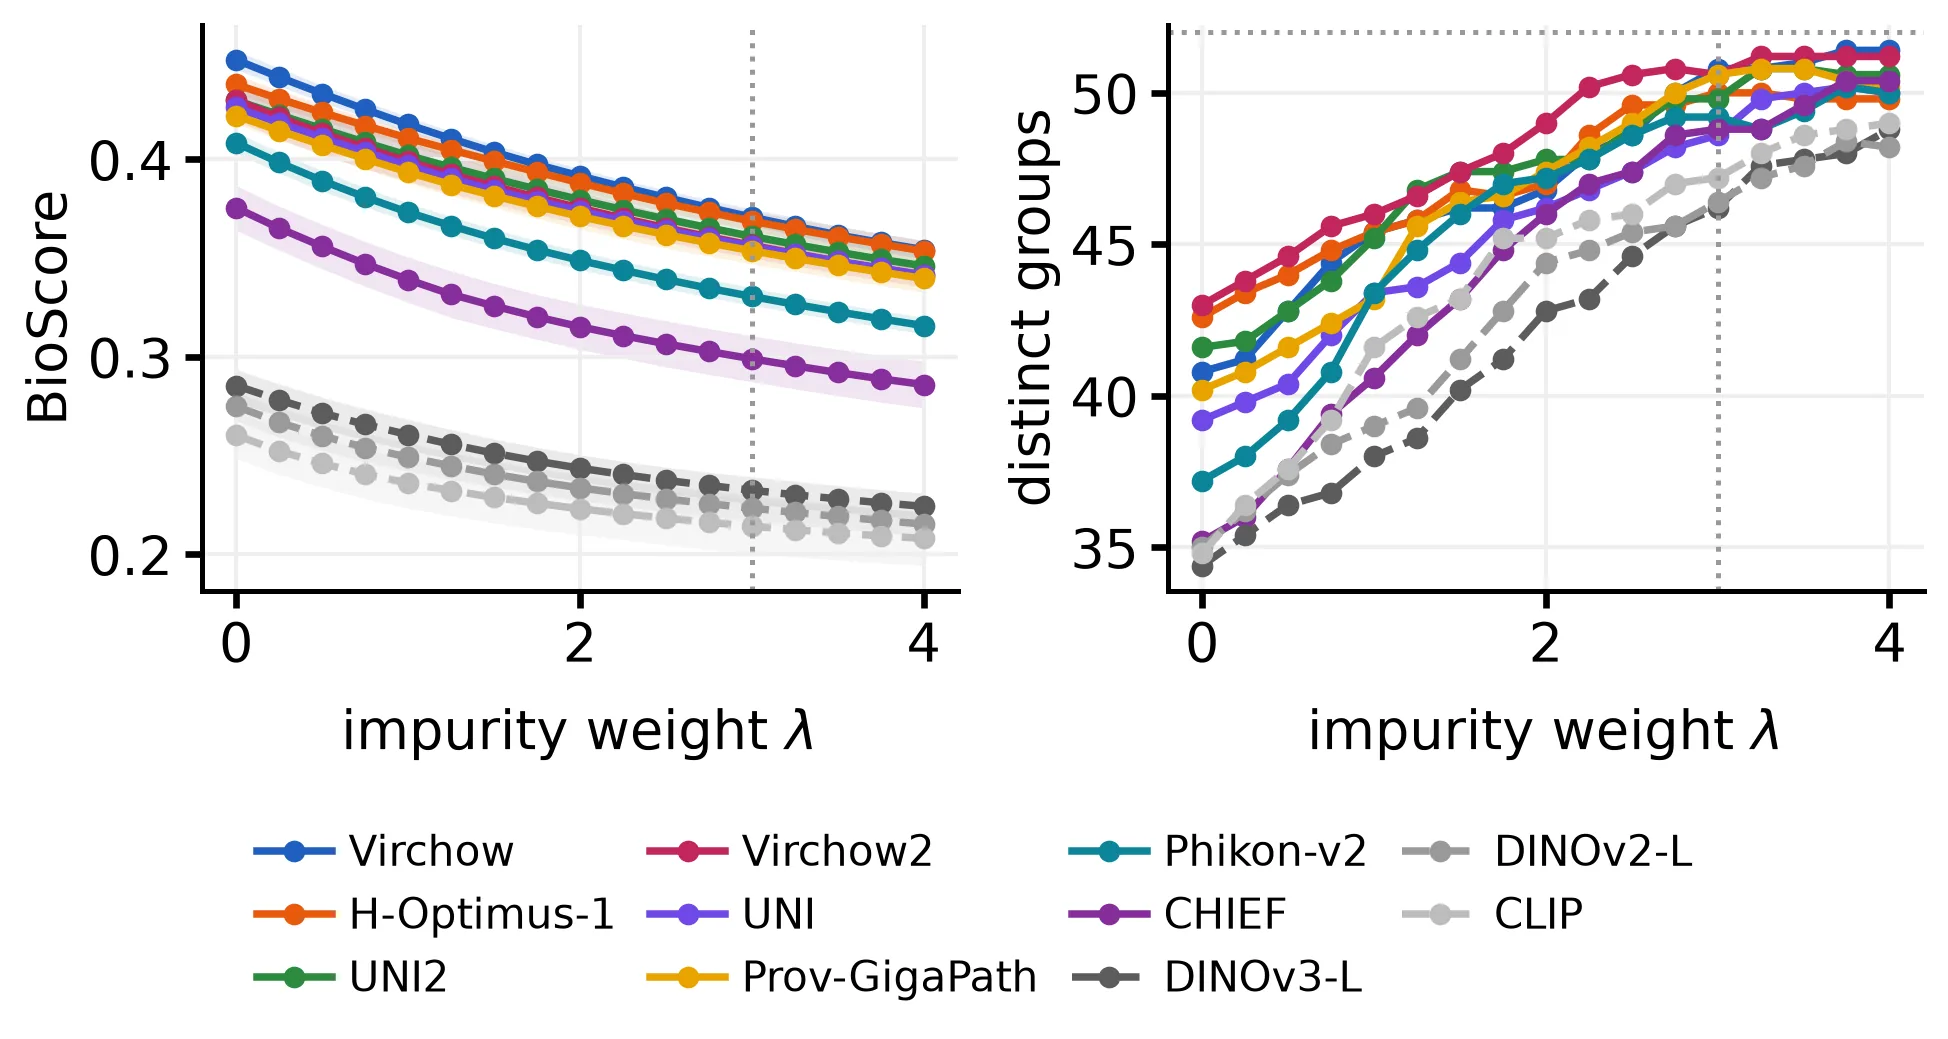 BioScore
0.4
0.3
0.2
0 2 4
impurity weight λ
distinct groups
50
45
40
35
0 2 4
impurity weight λ
Virchow Virchow2 Phikon-v2 DINOv2-L
H-Optimus-1 UNI CHIEF CLIP
UNI2 Prov-GigaPath DINOv3-L